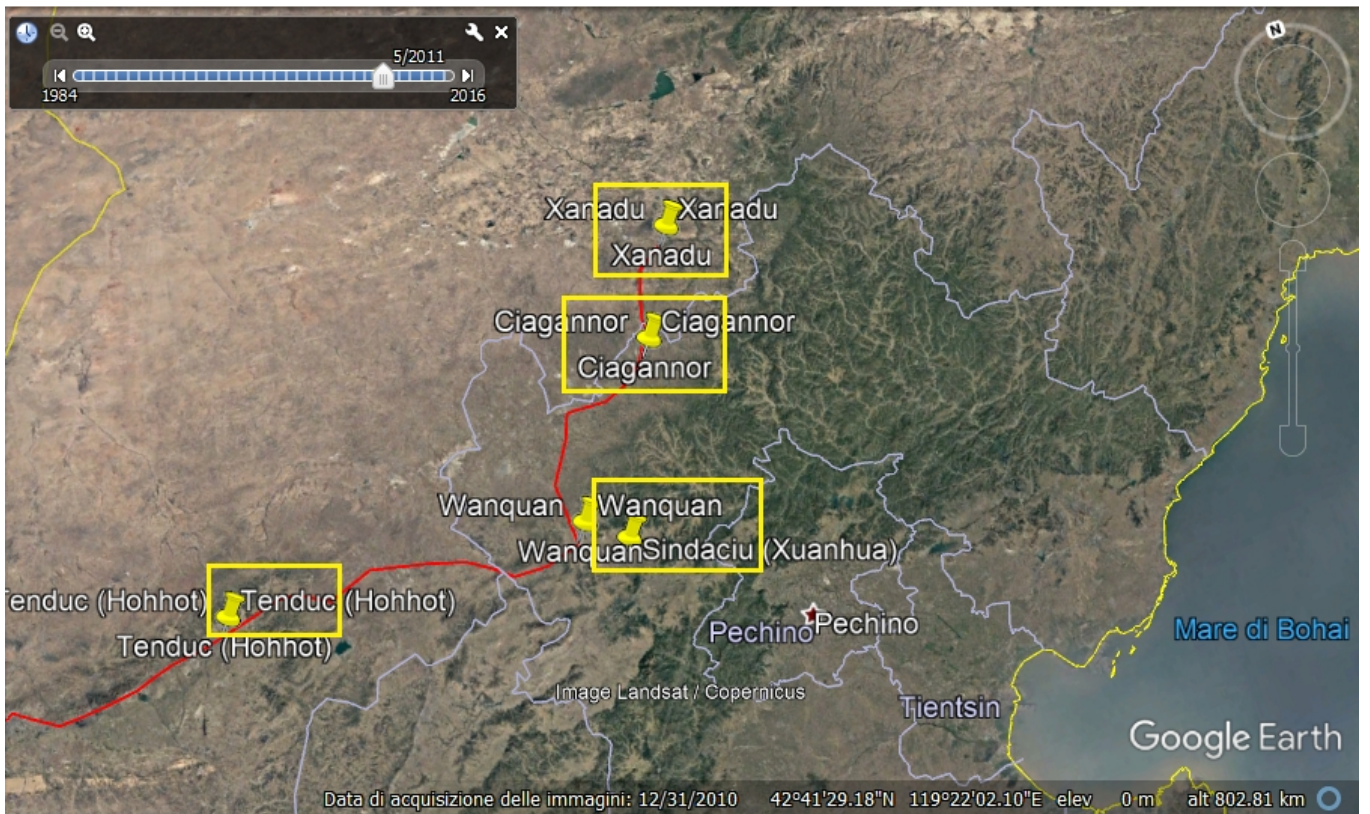 5/2011
1984 2016
N
Xanadu Xanadu
Xanadu
Ciagannor Ciagannor
Ciagannor
Wanquan Wanquan
Wanquan Sindaciu (Xuanhua)
Tenduc (Hohhot) Tenduc (Hohhot)
Tenduc (Hohhot)
Pechino Pechino
Mare di Bohai
Image Landsat / Copernicus
Tientsin
Google Earth
Data di acquisizione delle immagini: 12/31/2010 42°41'29.18"N 119°22'02.10"E elev 0 m alt 802.81 km